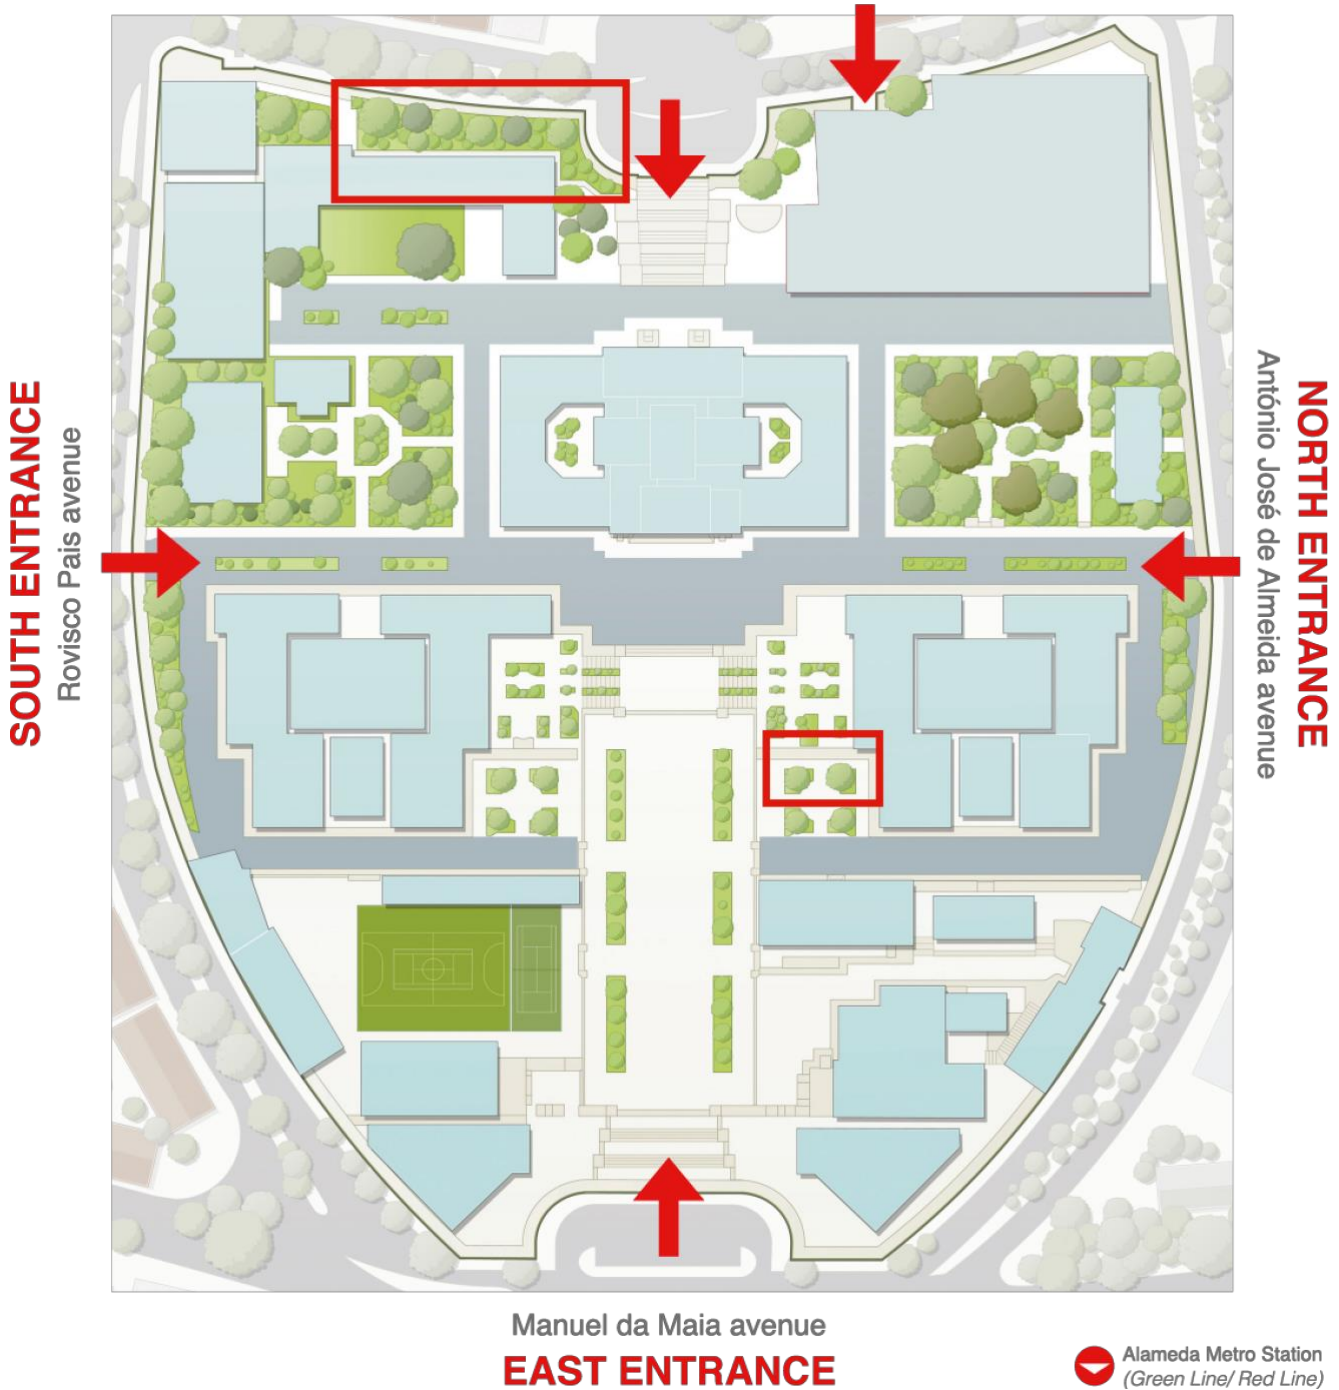 SOUTH ENTRANCE
Rovisco Pais avenue
António José de Almeida avenue
NORTH ENTRANCE
Manuel da Maia avenue
EAST ENTRANCE
Alameda Metro Station
(Green Line/ Red Line)